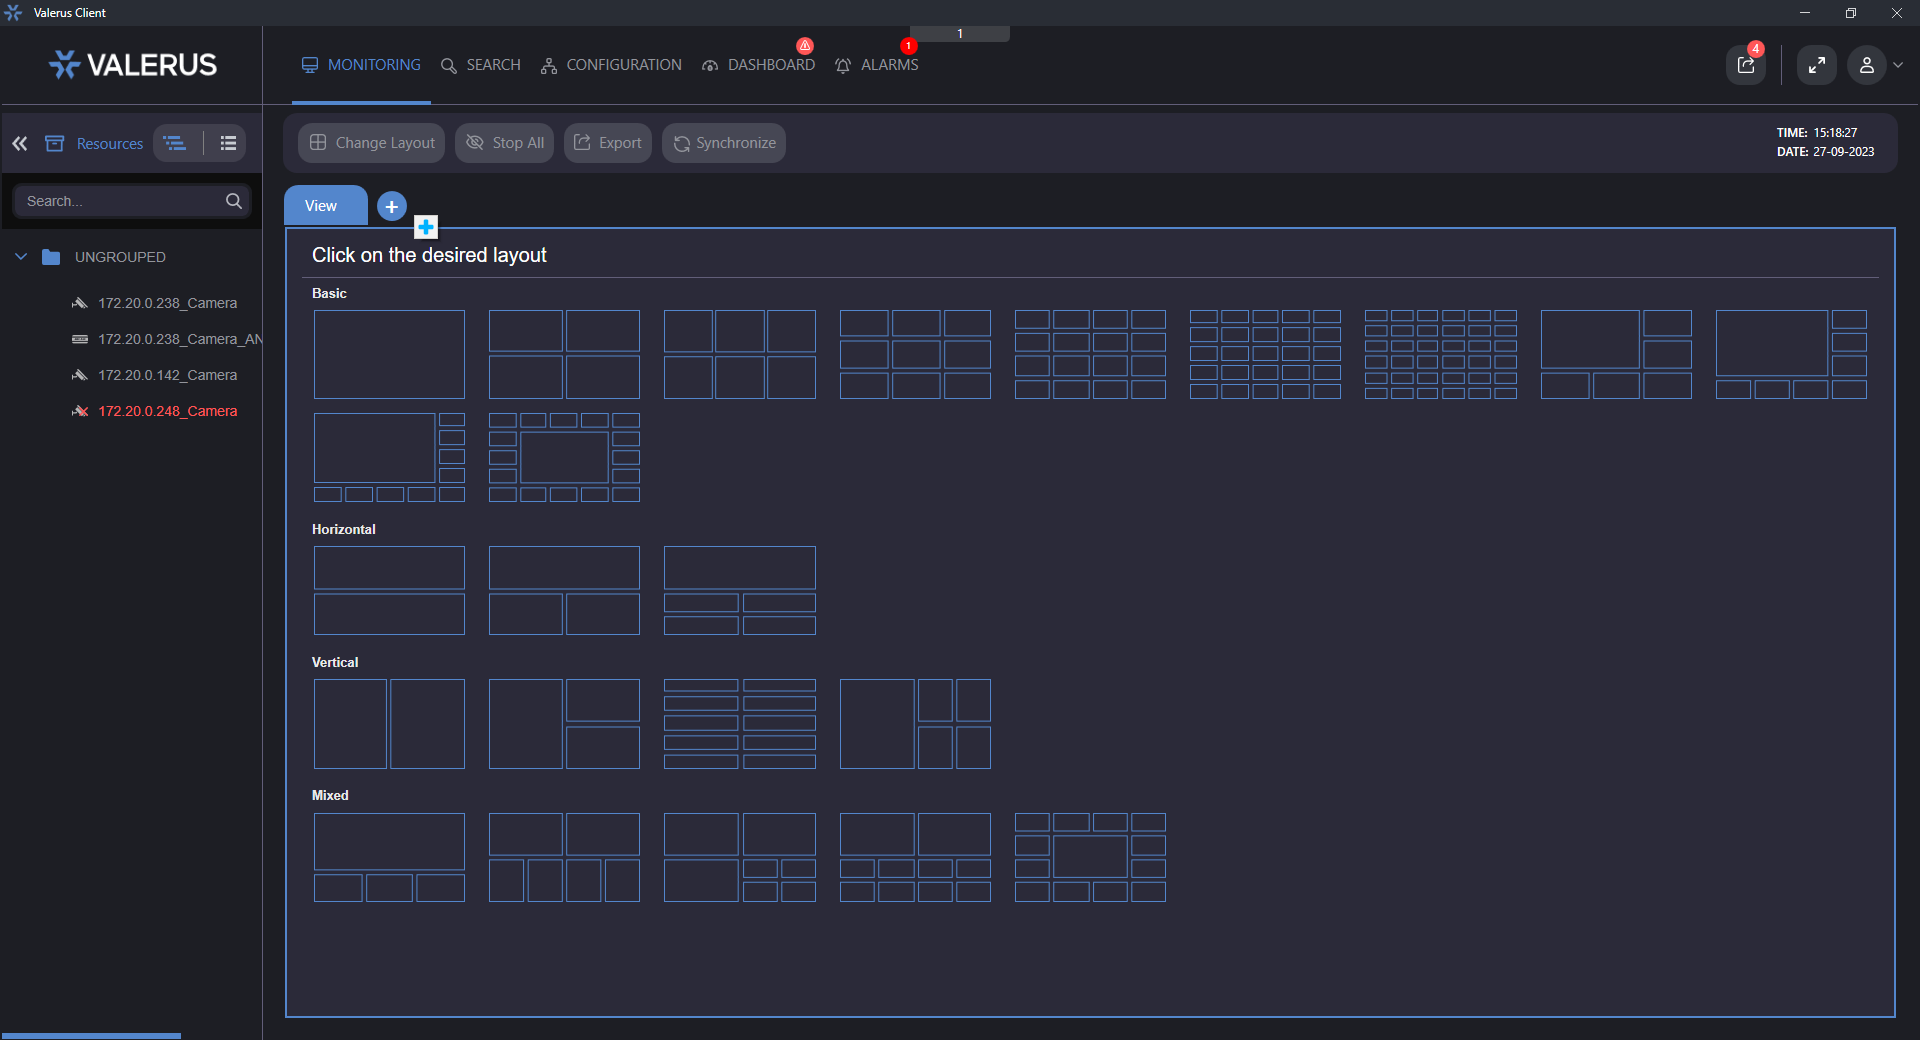 Valerus Client
1
VALERUS
MONITORING
SEARCH
CONFIGURATION
DASHBOARD
1
ALARMS
4
Resources
Change Layout
Stop All
Export
Synchronize
TIME: 15:18:27
DATE: 27-09-2023
Search...
View
UNGROUPED
172.20.0.238_Camera
172.20.0.238_Camera_AN
172.20.0.142_Camera
172.20.0.248_Camera
Click on the desired layout
Basic
Horizontal
Vertical
Mixed